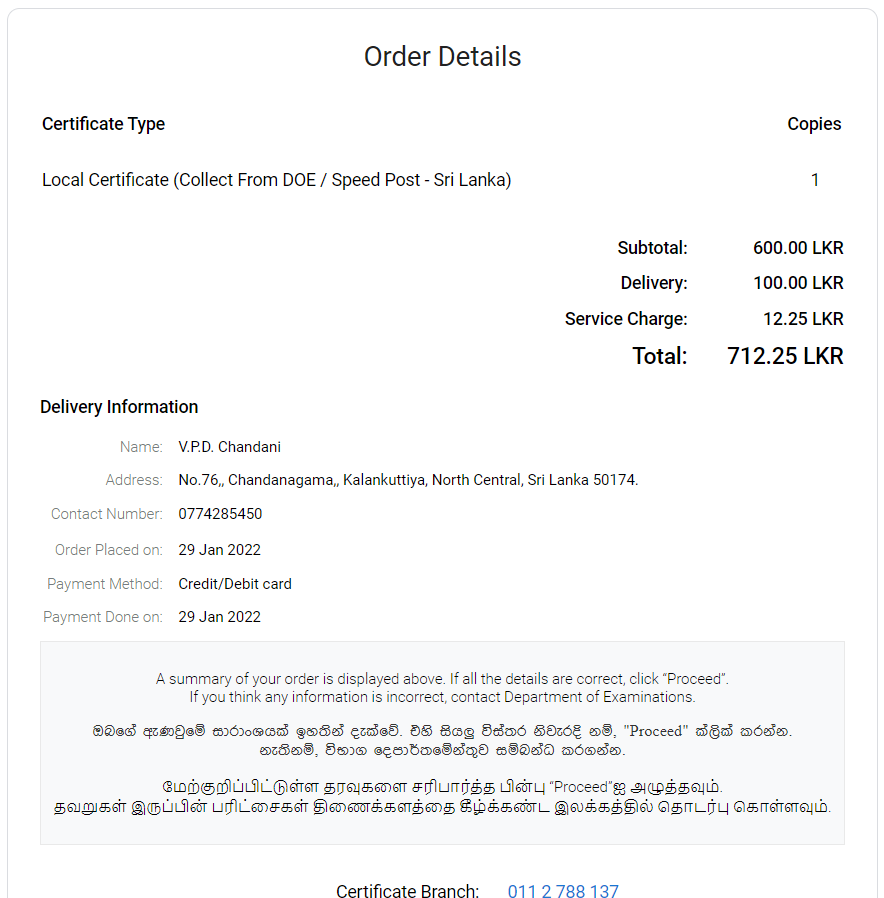 Order Details
Certificate Type Copies
Local Certificate (Collect From DOE / Speed Post - Sri Lanka) 1
Subtotal: 600.00 LKR
Delivery: 100.00 LKR
Service Charge: 12.25 LKR
Total: 712.25 LKR
Delivery Information
Name: V.P.D. Chandani
Address: No.76,, Chandanagama,, Kalankuttiya, North Central, Sri Lanka 50174.
Contact Number: 0774285450
Order Placed on: 29 Jan 2022
Payment Method: Credit/Debit card
Payment Done on: 29 Jan 2022
A summary of your order is displayed above. If all the details are correct, click “Proceed”.
If you think any information is incorrect, contact Department of Examinations.
ඔබගේ ඇණවුමේ සාරාංශයක් ඉහතින් දැක්වේ. එහි සියලු විස්තර නිවැරදි නම්, "Proceed" ක්ලික් කරන්න.
නැතිනම්, විභාග දෙපාර්තමේන්තුව සම්බන්ධ කරගන්න.
மேற்குறிப்பிட்டுள்ள தரவுகளை சரிபார்த்த பின்பு “Proceed”ஐ அழுத்தவும்.
தவறுகள் இருப்பின் பரிட்சைகள் திணைக்களத்தை கீழ்க்கண்ட இலக்கத்தில் தொடர்பு கொள்ளவும்.
Certificate Branch: 011 2 788 137